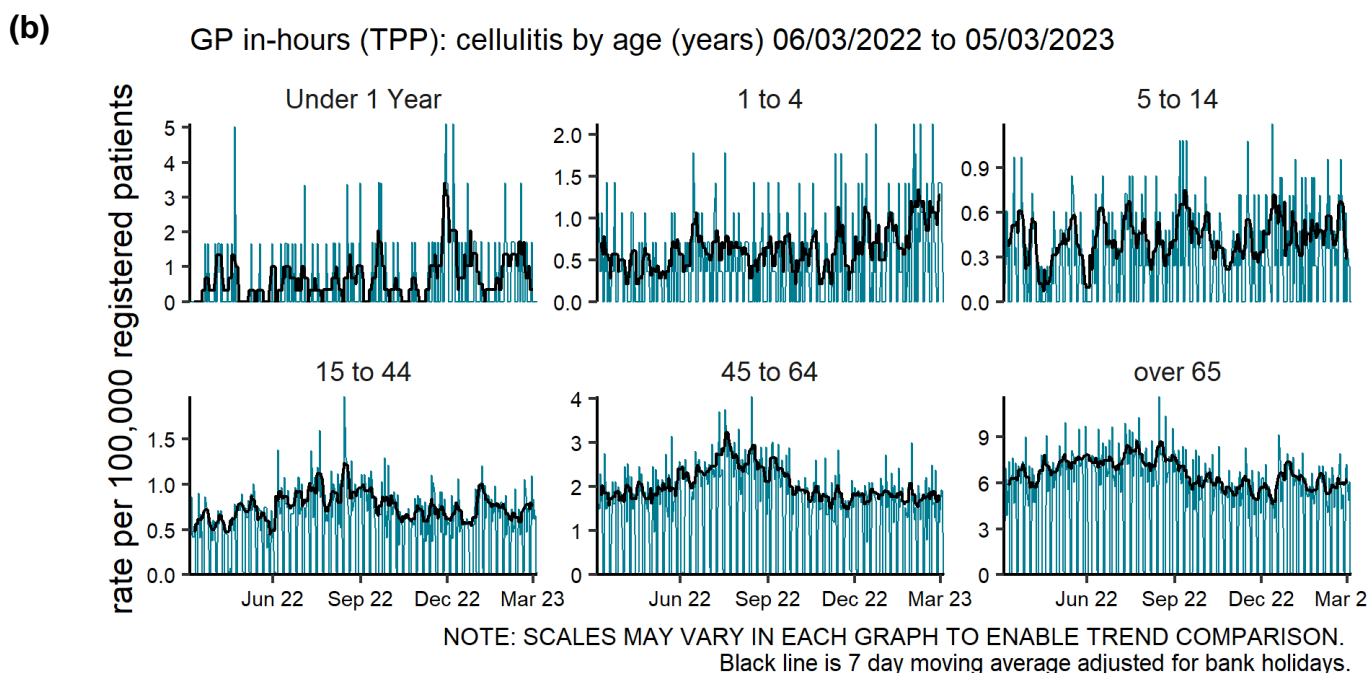 (b)
GP in-hours (TPP): cellulitis by age (years) 06/03/2022 to 05/03/2023
rate per 100,000 registered patients
Under 1 Year
1 to 4
5 to 14
5
4
3
2
1
0
2.0
1.5
1.0
0.5
0.0
0.9
0.6
0.3
0.0
15 to 44
45 to 64
over 65
1.5
1.0
0.5
0.0
4
3
2
1
0
9
6
3
0
Jun 22 Sep 22 Dec 22 Mar 23
Jun 22 Sep 22 Dec 22 Mar 23
Jun 22 Sep 22 Dec 22 Mar 2
NOTE: SCALES MAY VARY IN EACH GRAPH TO ENABLE TREND COMPARISON.
Black line is 7 day moving average adjusted for bank holidays.